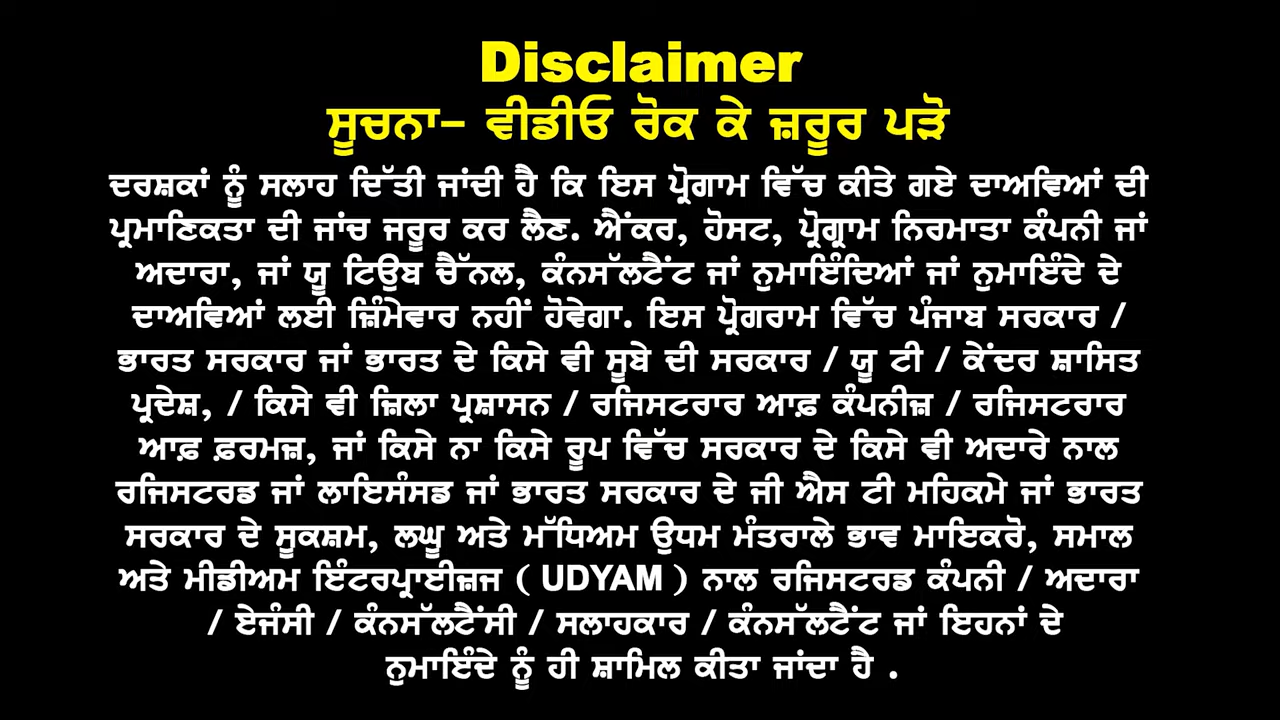 Disclaimer
ਸੂਚਨਾ- ਵੀਡੀਓ ਰੋਕ ਕੇ ਜ਼ਰੂਰ ਪੜੋ
ਦਰਸ਼ਕਾਂ ਨੂੰ ਸਲਾਹ ਦਿੱਤੀ ਜਾਂਦੀ ਹੈ ਕਿ ਇਸ ਪ੍ਰੋਗਾਮ ਵਿੱਚ ਕੀਤੇ ਗਏ ਦਾਅਵਿਆਂ ਦੀ
ਪ੍ਰਮਾਣਿਕਤਾ ਦੀ ਜਾਂਚ ਜਰੂਰ ਕਰ ਲੈਣ. ਐਂਕਰ, ਹੋਸਟ, ਪ੍ਰੋਗ੍ਰਾਮ ਨਿਰਮਾਤਾ ਕੰਪਨੀ ਜਾਂ
ਅਦਾਰਾ, ਜਾਂ ਯੂ ਟਿਊਬ ਚੈੱਨਲ, ਕੰਨਸੱਲਟੈਂਟ ਜਾਂ ਨੁਮਾਇੰਦਿਆਂ ਜਾਂ ਨੁਮਾਇੰਦੇ ਦੇ
ਦਾਅਵਿਆਂ ਲਈ ਜ਼ਿੰਮੇਵਾਰ ਨਹੀਂ ਹੋਵੇਗਾ. ਇਸ ਪ੍ਰੋਗਰਾਮ ਵਿੱਚ ਪੰਜਾਬ ਸਰਕਾਰ /
ਭਾਰਤ ਸਰਕਾਰ ਜਾਂ ਭਾਰਤ ਦੇ ਕਿਸੇ ਵੀ ਸੂਬੇ ਦੀ ਸਰਕਾਰ / ਯੂ ਟੀ / ਕੇਂਦਰ ਸ਼ਾਸਿਤ
ਪ੍ਰਦੇਸ਼, / ਕਿਸੇ ਵੀ ਜ਼ਿਲਾ ਪ੍ਰਸ਼ਾਸਨ / ਰਜਿਸਟਰਾਰ ਆਫ਼ ਕੰਪਨੀਜ਼ / ਰਜਿਸਟਰਾਰ
ਆਫ਼ ਫ਼ਰਮਜ਼, ਜਾਂ ਕਿਸੇ ਨਾ ਕਿਸੇ ਰੂਪ ਵਿੱਚ ਸਰਕਾਰ ਦੇ ਕਿਸੇ ਵੀ ਅਦਾਰੇ ਨਾਲ
ਰਜਿਸਟਰਡ ਜਾਂ ਲਾਇਸੰਸਡ ਜਾਂ ਭਾਰਤ ਸਰਕਾਰ ਦੇ ਜੀ ਐਸ ਟੀ ਮਹਿਕਮੇ ਜਾਂ ਭਾਰਤ
ਸਰਕਾਰ ਦੇ ਸੂਕਸ਼ਮ, ਲਘੂ ਅਤੇ ਮੱਧਿਅਮ ਉਧਮ ਮੰਤਰਾਲੇ ਭਾਵ ਮਾਇਕਰੋ, ਸਮਾਲ
ਅਤੇ ਮੀਡੀਅਮ ਇੰਟਰਪ੍ਰਾਈਜ਼ਜ ( UDYAM ) ਨਾਲ ਰਜਿਸਟਰਡ ਕੰਪਨੀ / ਅਦਾਰਾ
/ ਏਜੰਸੀ / ਕੰਨਸੱਲਟੈਂਸੀ / ਸਲਾਹਕਾਰ / ਕੰਨਸੱਲਟੈਂਟ ਜਾਂ ਇਹਨਾਂ ਦੇ
ਨੁਮਾਇੰਦੇ ਨੂੰ ਹੀ ਸ਼ਾਮਿਲ ਕੀਤਾ ਜਾਂਦਾ ਹੈ .